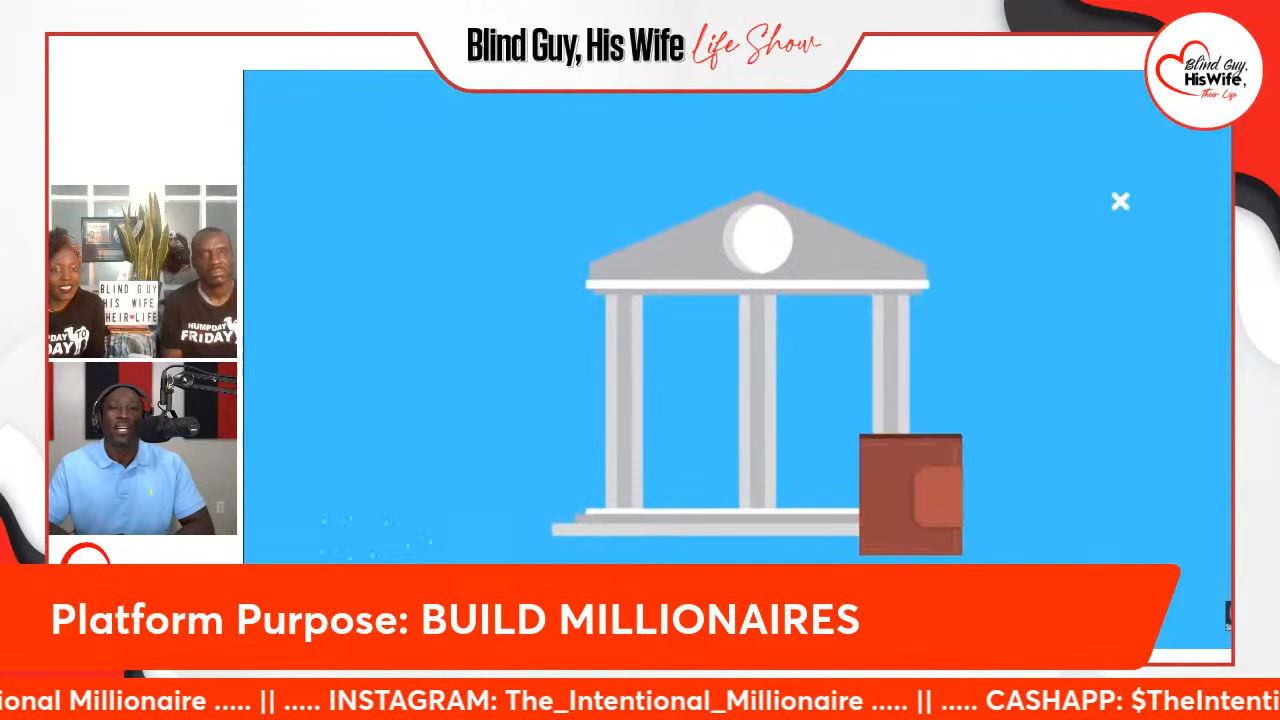 Blind Guy, His Wife Life Show
Blind Guy,
His Wife,
Their Life
BLIND GUY
HIS WIFE
THEIR♥LIFE
HUMPDAY
TO
FRIDAY
Platform Purpose: BUILD MILLIONAIRES
ional Millionaire ..... || ..... INSTAGRAM: The_Intentional_Millionaire ..... || ..... CASHAPP: $TheIntenti